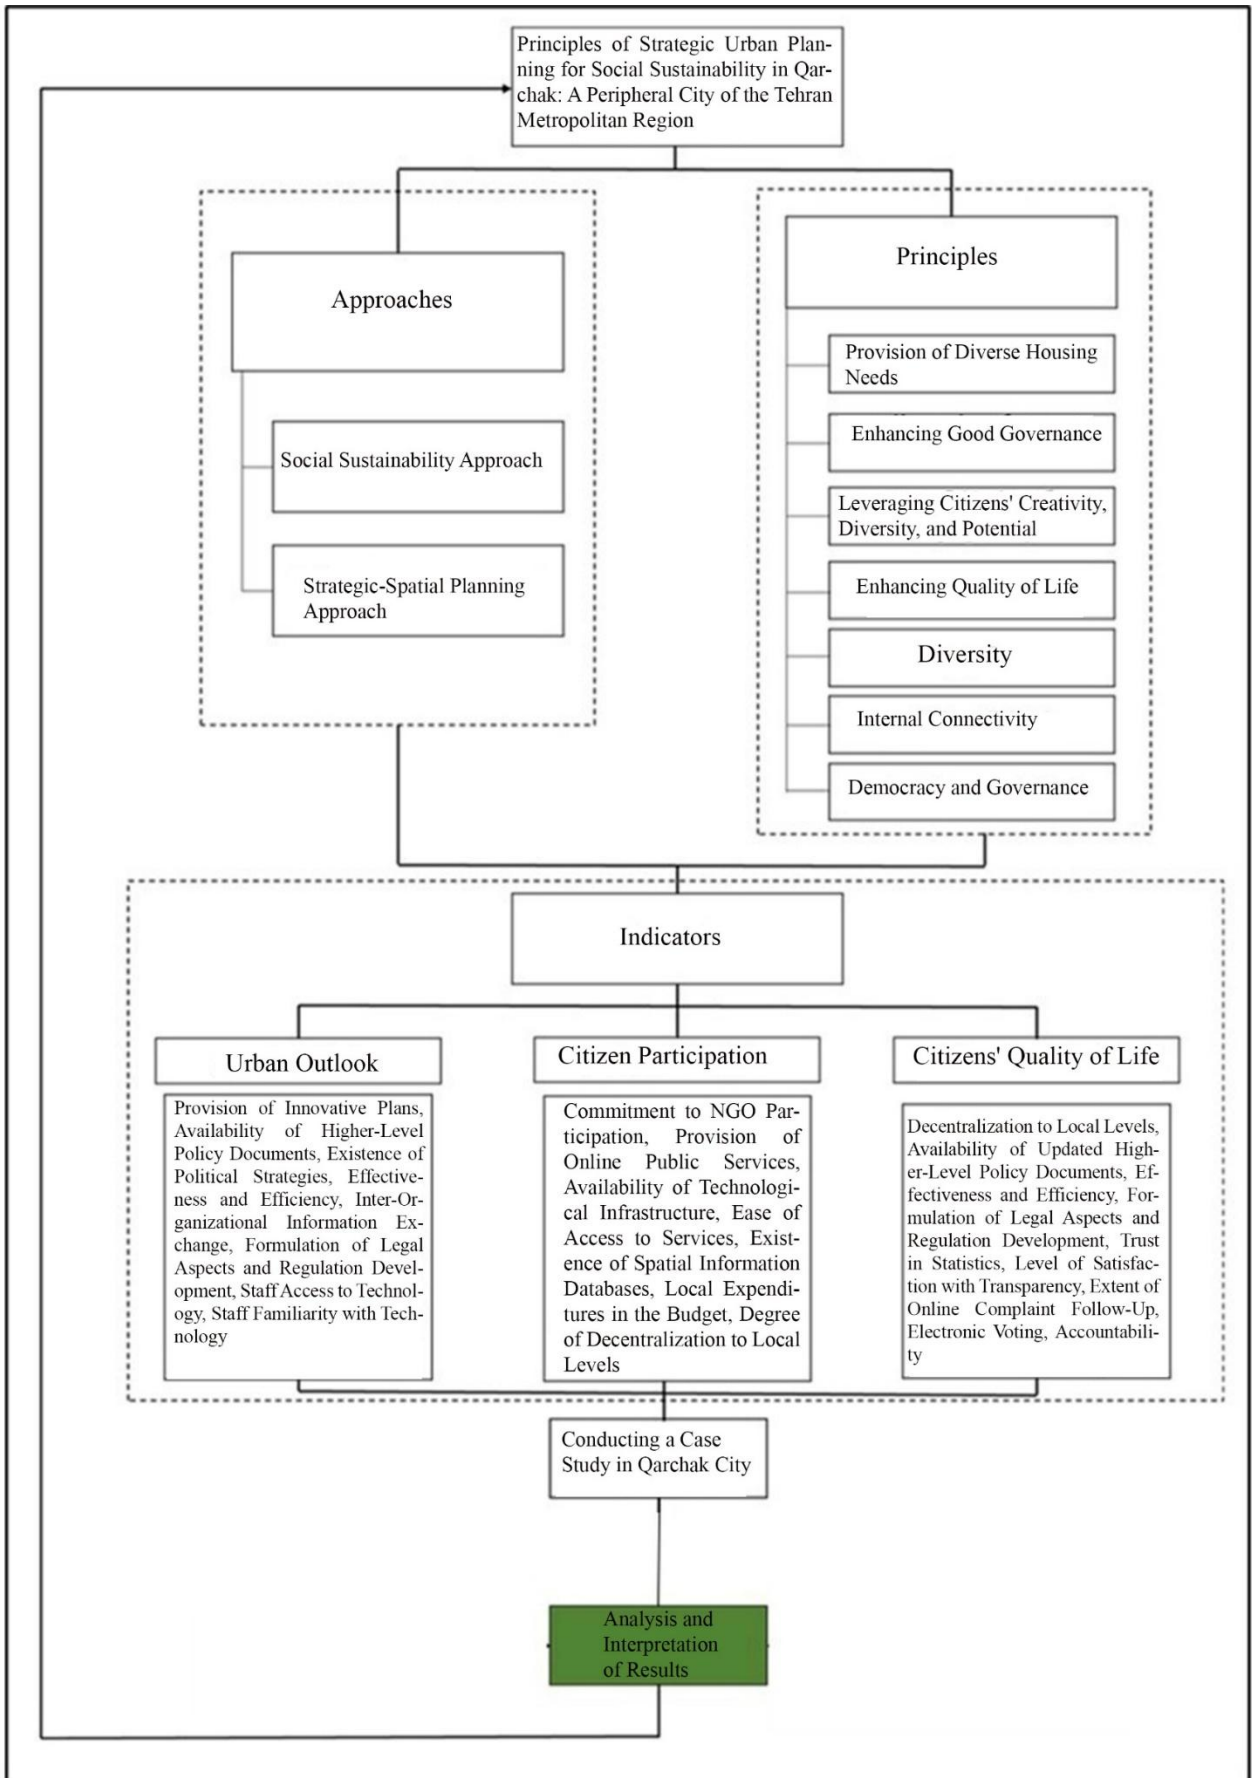 Principles of Strategic Urban Plan-
ning for Social Sustainability in Qar-
chak: A Peripheral City of the Tehran
Metropolitan Region
Approaches
Social Sustainability Approach
Strategic-Spatial Planning
Approach
Principles
Provision of Diverse Housing
Needs
Enhancing Good Governance
Leveraging Citizens' Creativity,
Diversity, and Potential
Enhancing Quality of Life
Diversity
Internal Connectivity
Democracy and Governance
Indicators
Urban Outlook
Provision of Innovative Plans,
Availability of Higher-Level
Policy Documents, Existence of
Political Strategies, Effective-
ness and Efficiency, Inter-Or-
ganizational Information Ex-
change, Formulation of Legal
Aspects and Regulation Devel-
opment, Staff Access to Technol-
ogy, Staff Familiarity with Tech-
nology
Citizen Participation
Commitment to NGO Par-
ticipation, Provision of
Online Public Services,
Availability of Technologi-
cal Infrastructure, Ease of
Access to Services, Exist-
ence of Spatial Information
Databases, Local Expendi-
tures in the Budget, Degree
of Decentralization to Local
Levels
Citizens' Quality of Life
Decentralization to Local Levels,
Availability of Updated High-
er-Level Policy Documents, Ef-
fectiveness and Efficiency, For-
mulation of Legal Aspects and
Regulation Development, Trust
in Statistics, Level of Satisfac-
tion with Transparency, Extent of
Online Complaint Follow-Up,
Electronic Voting, Accountabili-
ty
Conducting a Case
Study in Qarchak City
Analysis and
Interpretation
of Results